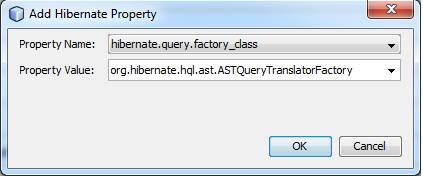 Add Hibernate Property
Property Name: hibernate.query.factory_class
Property Value: org.hibernate.hql.ast.ASTQueryTranslatorFactory
OK Cancel